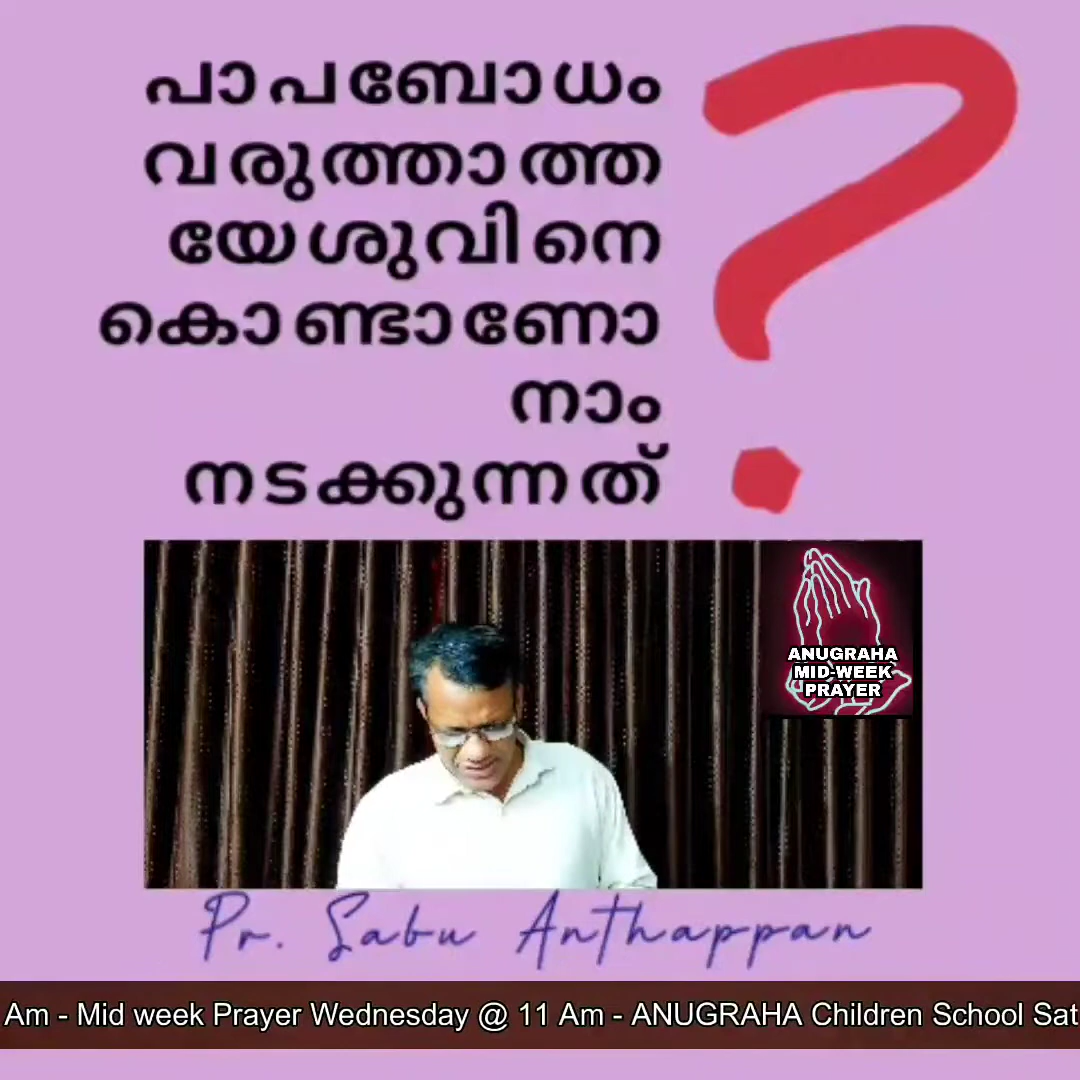 പാപബോധം
വരുത്താത്ത
യേശുവിനെ
കൊണ്ടാണോ
നാം
നടക്കുന്നത്
?
ANUGRAHA
MID-WEEK
PRAYER
Pr. Sabu Anthappan
Am - Mid week Prayer Wednesday @ 11 Am - ANUGRAHA Children School Sat